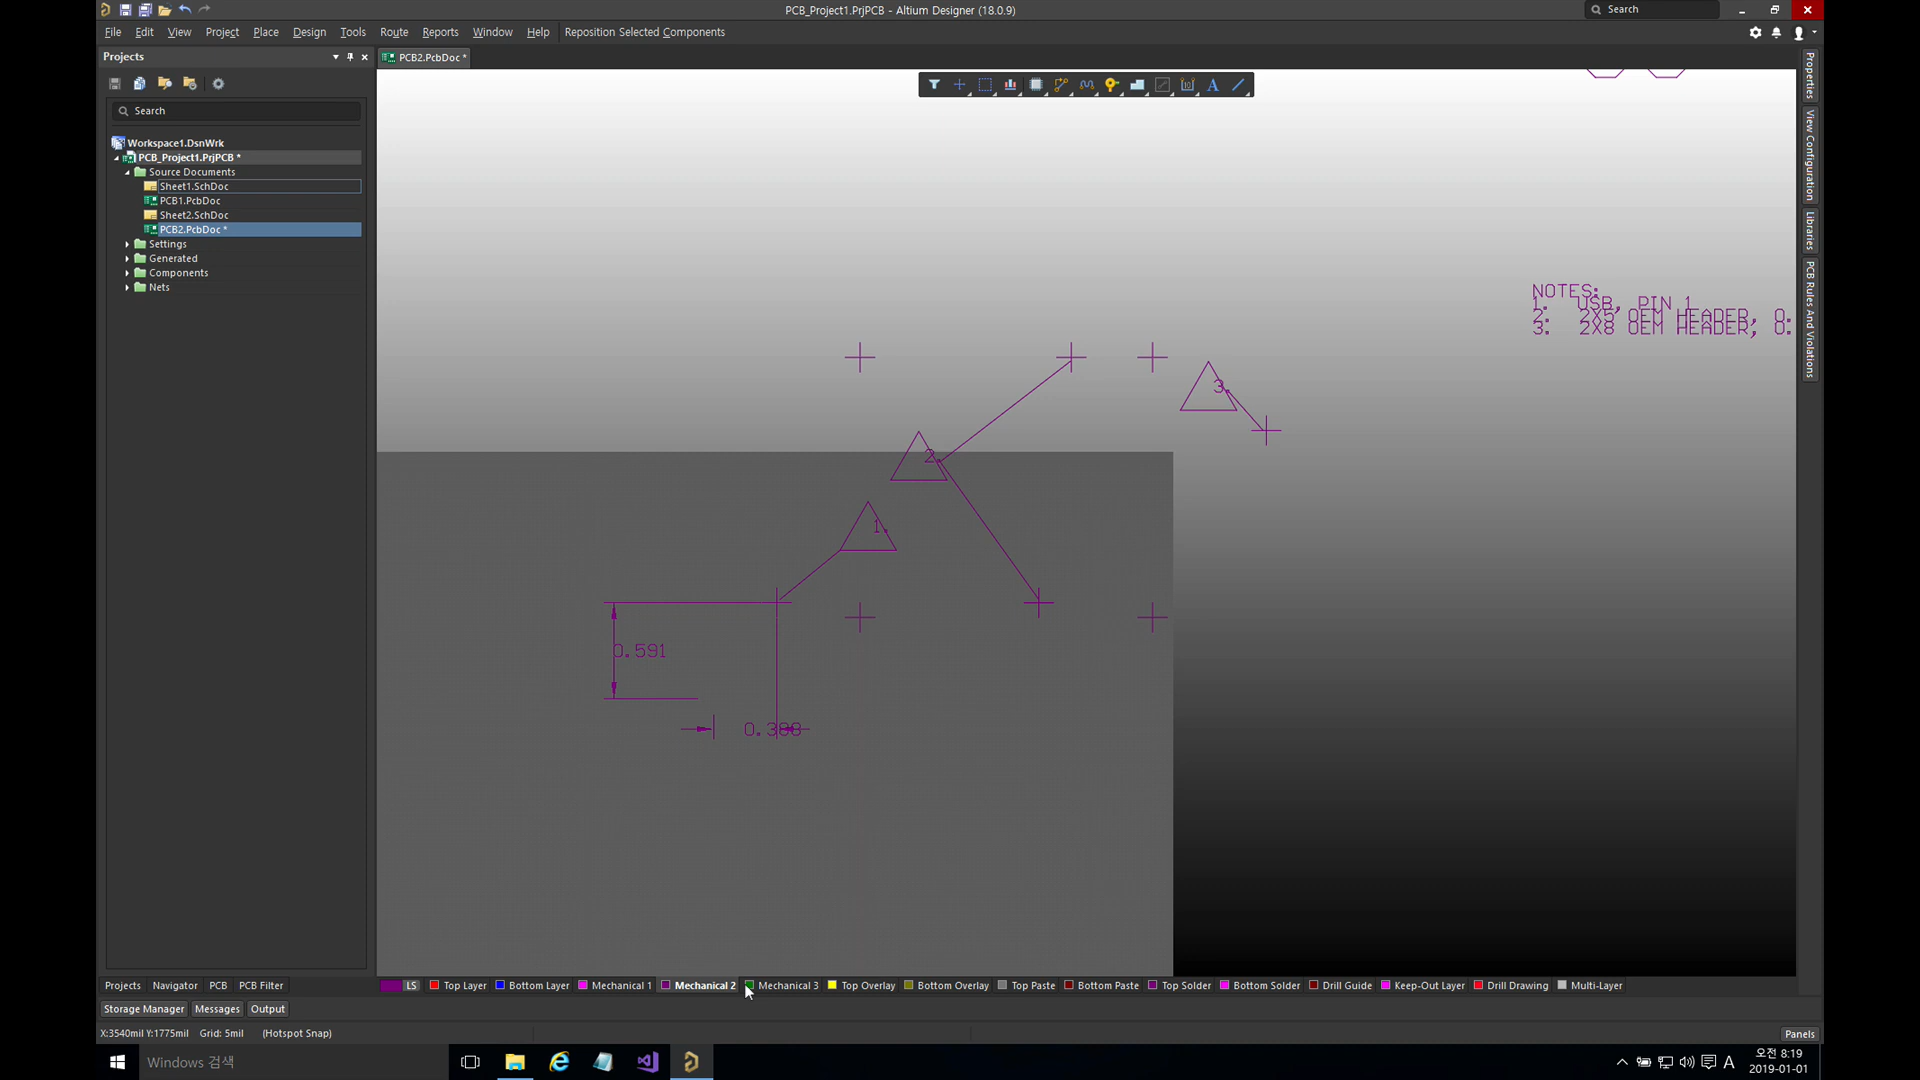 PCB_Project1.PrjPCB - Altium Designer (18.0.9)
Search
File Edit View Project Place Design Tools Route Reports Window Help Reposition Selected Components
Projects
PCB2.PcbDoc *
Search
Workspace1.DsnWrk
PCB_Project1.PrjPCB *
Source Documents
Sheet1.SchDoc
PCB1.PcbDoc
Sheet2.SchDoc
PCB2.PcbDoc *
Settings
Generated
Components
Nets
NOTES:
1. USB, PIN 1
2. 2X5 OEM HEADER, 0.
3. 2X8 OEM HEADER, 0.
3.
2.
1.
0.591
0.388
Properties
View Configuration
Libraries
PCB Rules And Violations
Projects Navigator PCB PCB Filter
LS Top Layer Bottom Layer Mechanical 1 Mechanical 2 Mechanical 3 Top Overlay Bottom Overlay Top Paste Bottom Paste Top Solder Bottom Solder Drill Guide Keep-Out Layer Drill Drawing Multi-Layer
Storage Manager Messages Output
X:3540mil Y:1775mil Grid: 5mil (Hotspot Snap)
Panels
Windows 검색
A
오전 8:19
2019-01-01